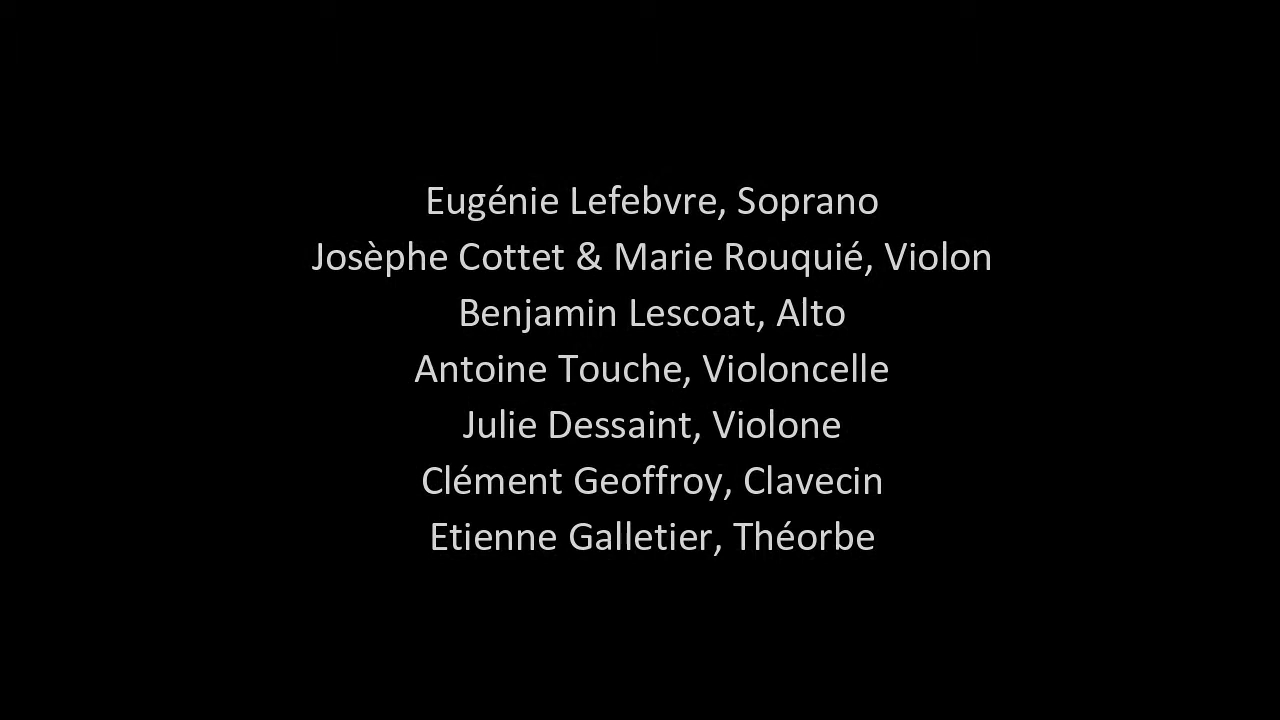 Eugénie Lefebvre, Soprano
Josèphe Cottet & Marie Rouquié, Violon
Benjamin Lescoat, Alto
Antoine Touche, Violoncelle
Julie Dessaint, Violone
Clément Geoffroy, Clavecin
Etienne Galletier, Théorbe